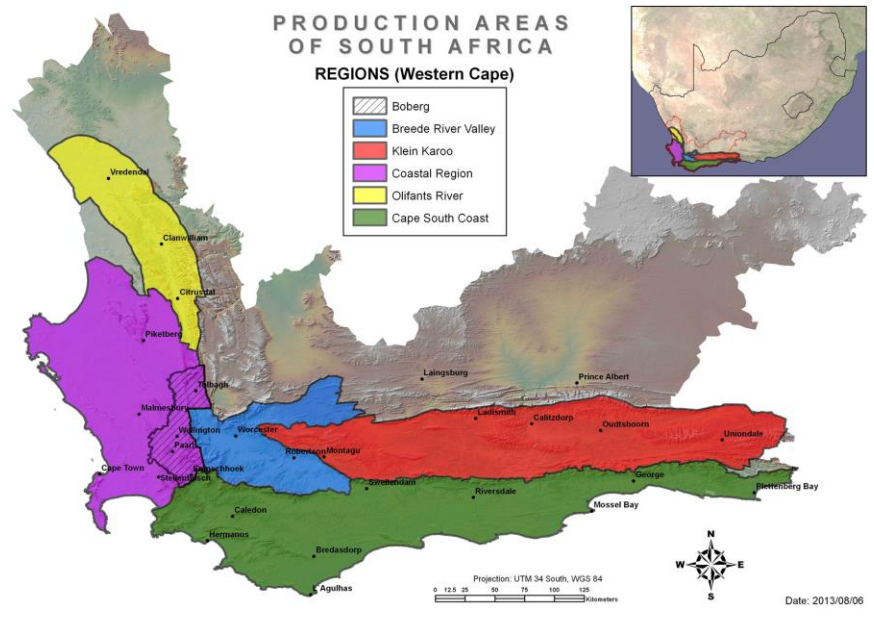 PRODUCTION AREAS
OF SOUTH AFRICA
REGIONS (Western Cape)
Boberg
Breede River Valley
Klein Karoo
Coastal Region
Olifants River
Cape South Coast
Vredendal
Clanwilliam
Citrusdal
Piketberg
Laingsburg
Prince Albert
Tulbagh
Malmesbury
Ladismith
Calitzdorp
Oudtshoorn
Wellington
Worcester
Uniondale
Paarl
Robertson
Montagu
Cape Town
Franschhoek
Stellenbosch
Swellendam
George
Riversdale
Plettenberg Bay
Mossel Bay
Caledon
Hermanus
Bredasdorp
L'Agulhas
N
W
E
S
Projection: UTM 34 South, WGS 84
0 12.5 25 50 75 100 125
Kilometers
Date: 2013/08/06